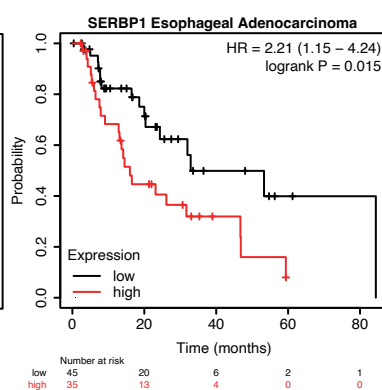 SERBP1 Esophageal Adenocarcinoma
HR = 2.21 (1.15 – 4.24)
logrank P = 0.015
Probability
1.0
0.8
0.6
0.4
0.2
0.0
Expression
low
high
0 20 40 60 80
Time (months)
Number at risk
low 45 20 6 2 1
high 35 13 4 0 0